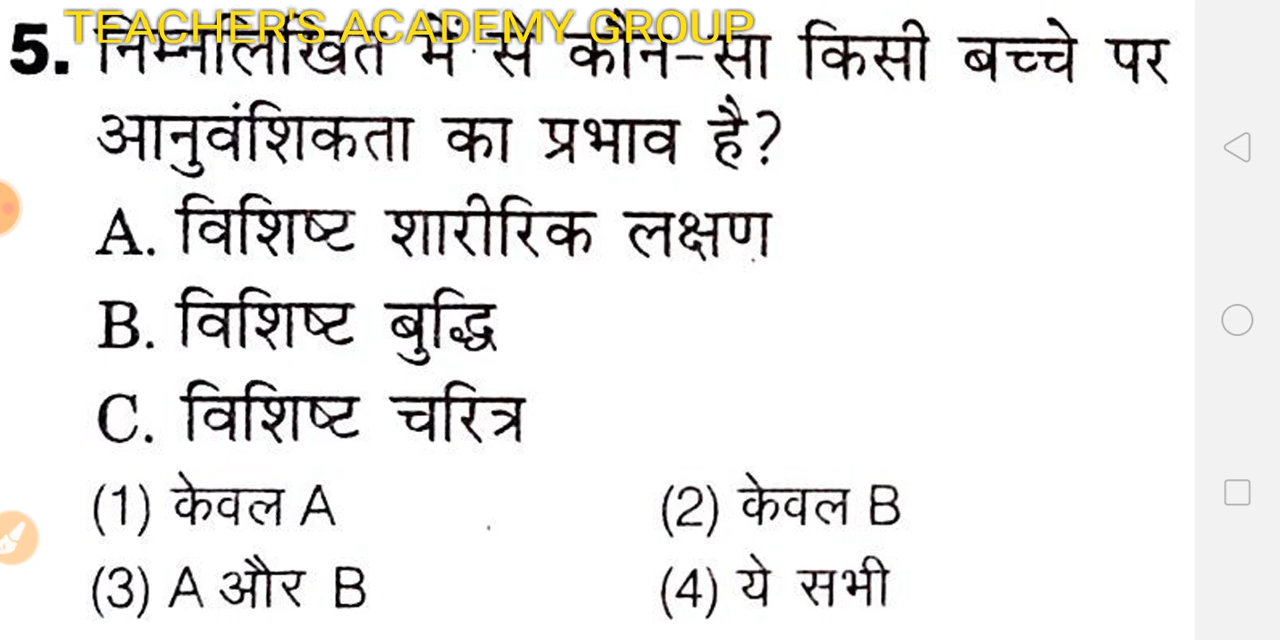 TEACHER'S ACADEMY GROUP
5. निम्नलिखित में से कौन-सा किसी बच्चे पर
आनुवंशिकता का प्रभाव है?
A. विशिष्ट शारीरिक लक्षण
B. विशिष्ट बुद्धि
C. विशिष्ट चरित्र
(1) केवल A (2) केवल B
(3) A और B (4) ये सभी